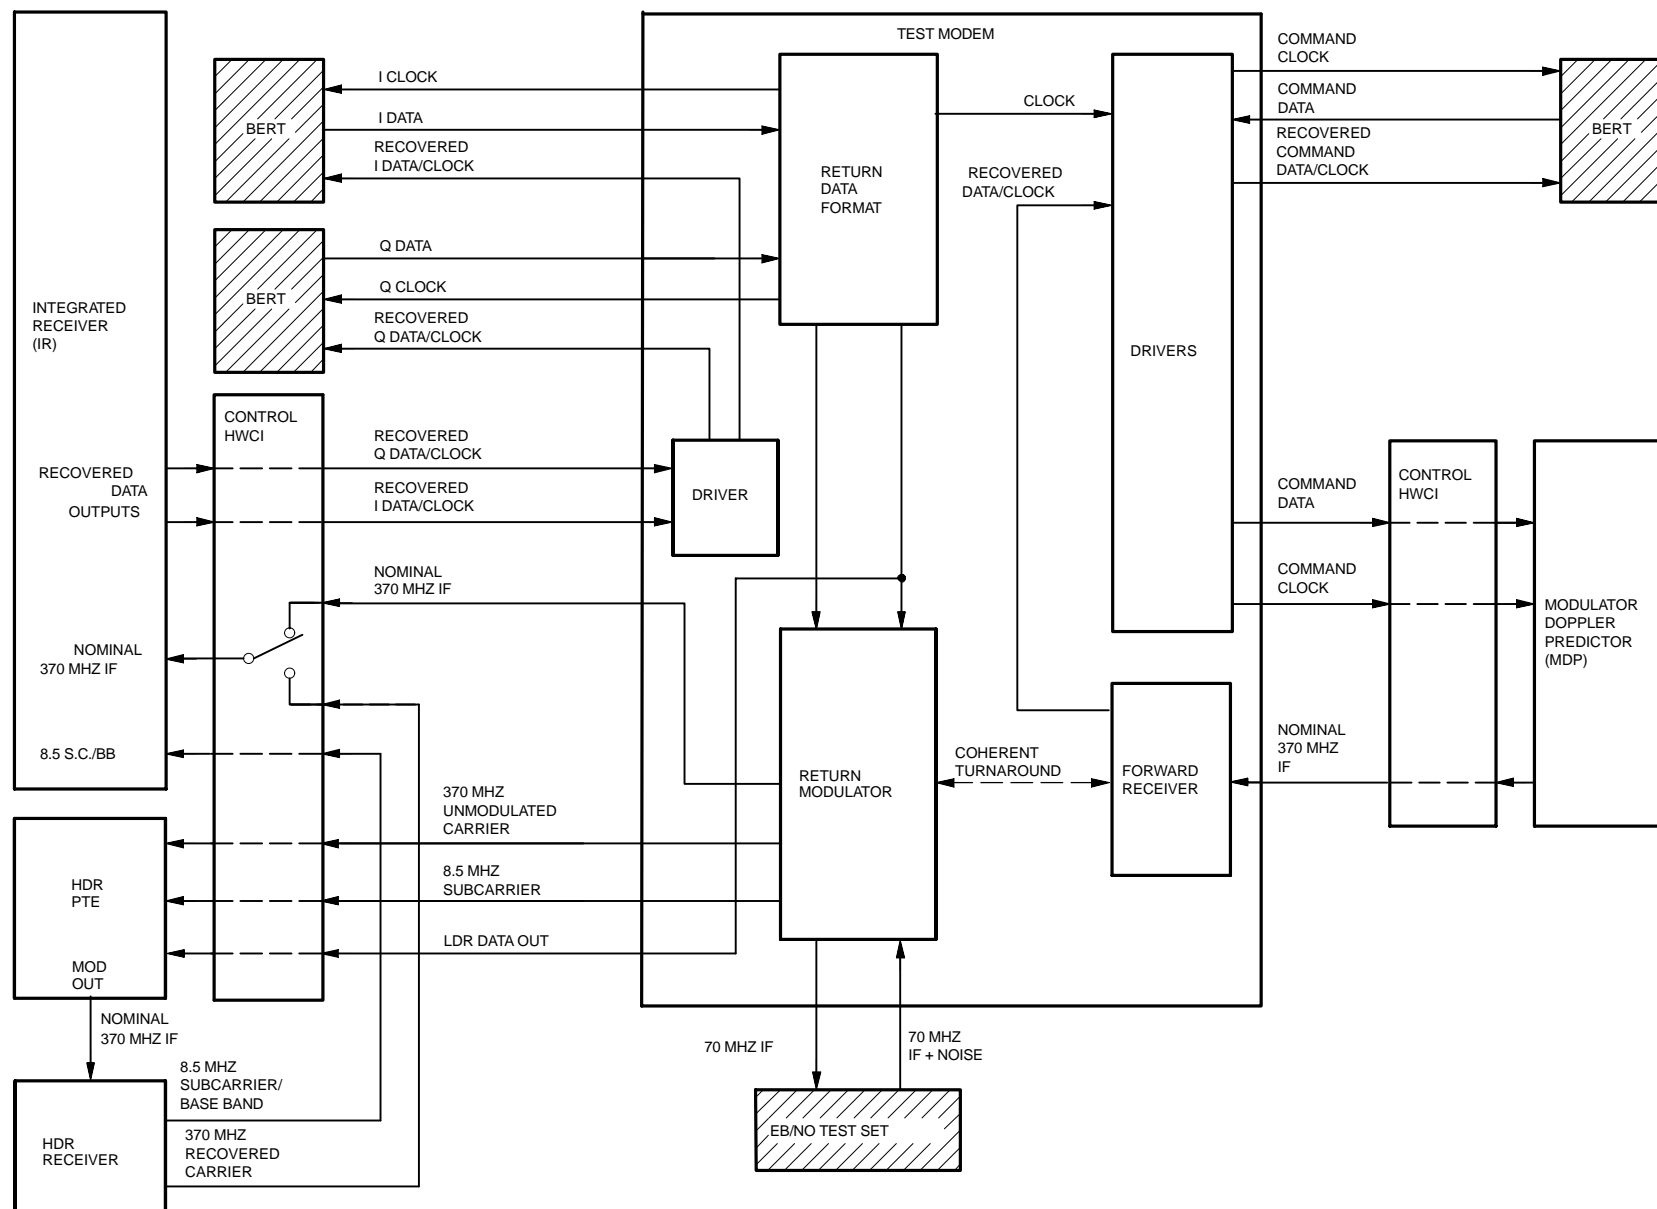 TEST MODEM
COMMAND
CLOCK
COMMAND
DATA
RECOVERED
COMMAND
DATA/CLOCK
BERT
I CLOCK
I DATA
RECOVERED
I DATA/CLOCK
BERT
CLOCK
RECOVERED
DATA/CLOCK
RETURN
DATA
FORMAT
Q DATA
Q CLOCK
RECOVERED
Q DATA/CLOCK
BERT
INTEGRATED
RECEIVER
(IR)
DRIVERS
CONTROL
HWCI
RECOVERED
Q DATA/CLOCK
RECOVERED
I DATA/CLOCK
RECOVERED
DATA
OUTPUTS
DRIVER
COMMAND
DATA
CONTROL
HWCI
COMMAND
CLOCK
MODULATOR
DOPPLER
PREDICTOR
(MDP)
NOMINAL
370 MHZ IF
NOMINAL
370 MHZ IF
8.5 S.C./BB
RETURN
MODULATOR
COHERENT
TURNAROUND
FORWARD
RECEIVER
NOMINAL
370 MHZ
IF
370 MHZ
UNMODULATED
CARRIER
8.5 MHZ
SUBCARRIER
LDR DATA OUT
HDR
PTE
MOD
OUT
NOMINAL
370 MHZ IF
70 MHZ IF
70 MHZ
IF + NOISE
8.5 MHZ
SUBCARRIER/
BASE BAND
370 MHZ
RECOVERED
CARRIER
HDR
RECEIVER
EB/NO TEST SET